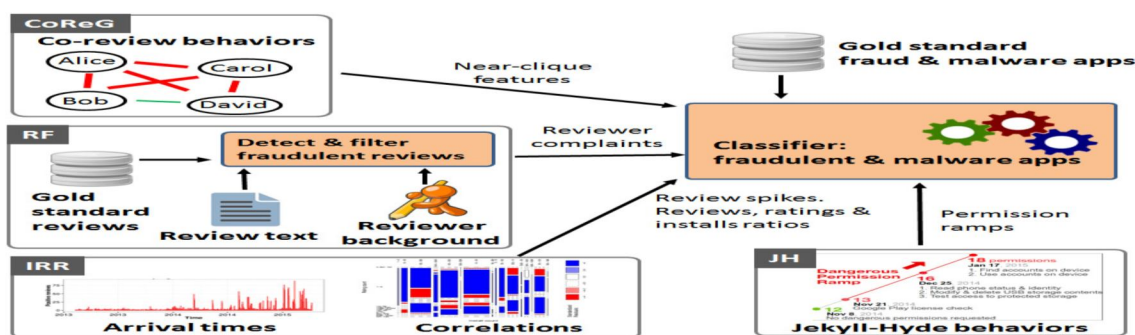 CoReG
Co-review behaviors
Alice
Carol
Bob
David
Near-clique
features
Gold standard
fraud & malware apps
RF
Detect & filter
fraudulent reviews
Gold
standard
reviews
Review text
Reviewer
background
Reviewer
complaints
Classifier:
fraudulent & malware apps
Review spikes.
Reviews, ratings &
installs ratios
Permission
ramps
IRR
Arrival times
Correlations
JH
Dangerous
Permission
Ramp
18 permissions
Jan 17 2015
1. Find accounts on device
2. Use accounts on device
16
Dec 25 2014
1. Read phone status & identity
2. Modify & delete USB storage contents
3. Test access to protected storage
13
Nov 21 2014
Google Play license check
12
Nov 8 2014
No dangerous permissions requested
Jekyll-Hyde behaviors